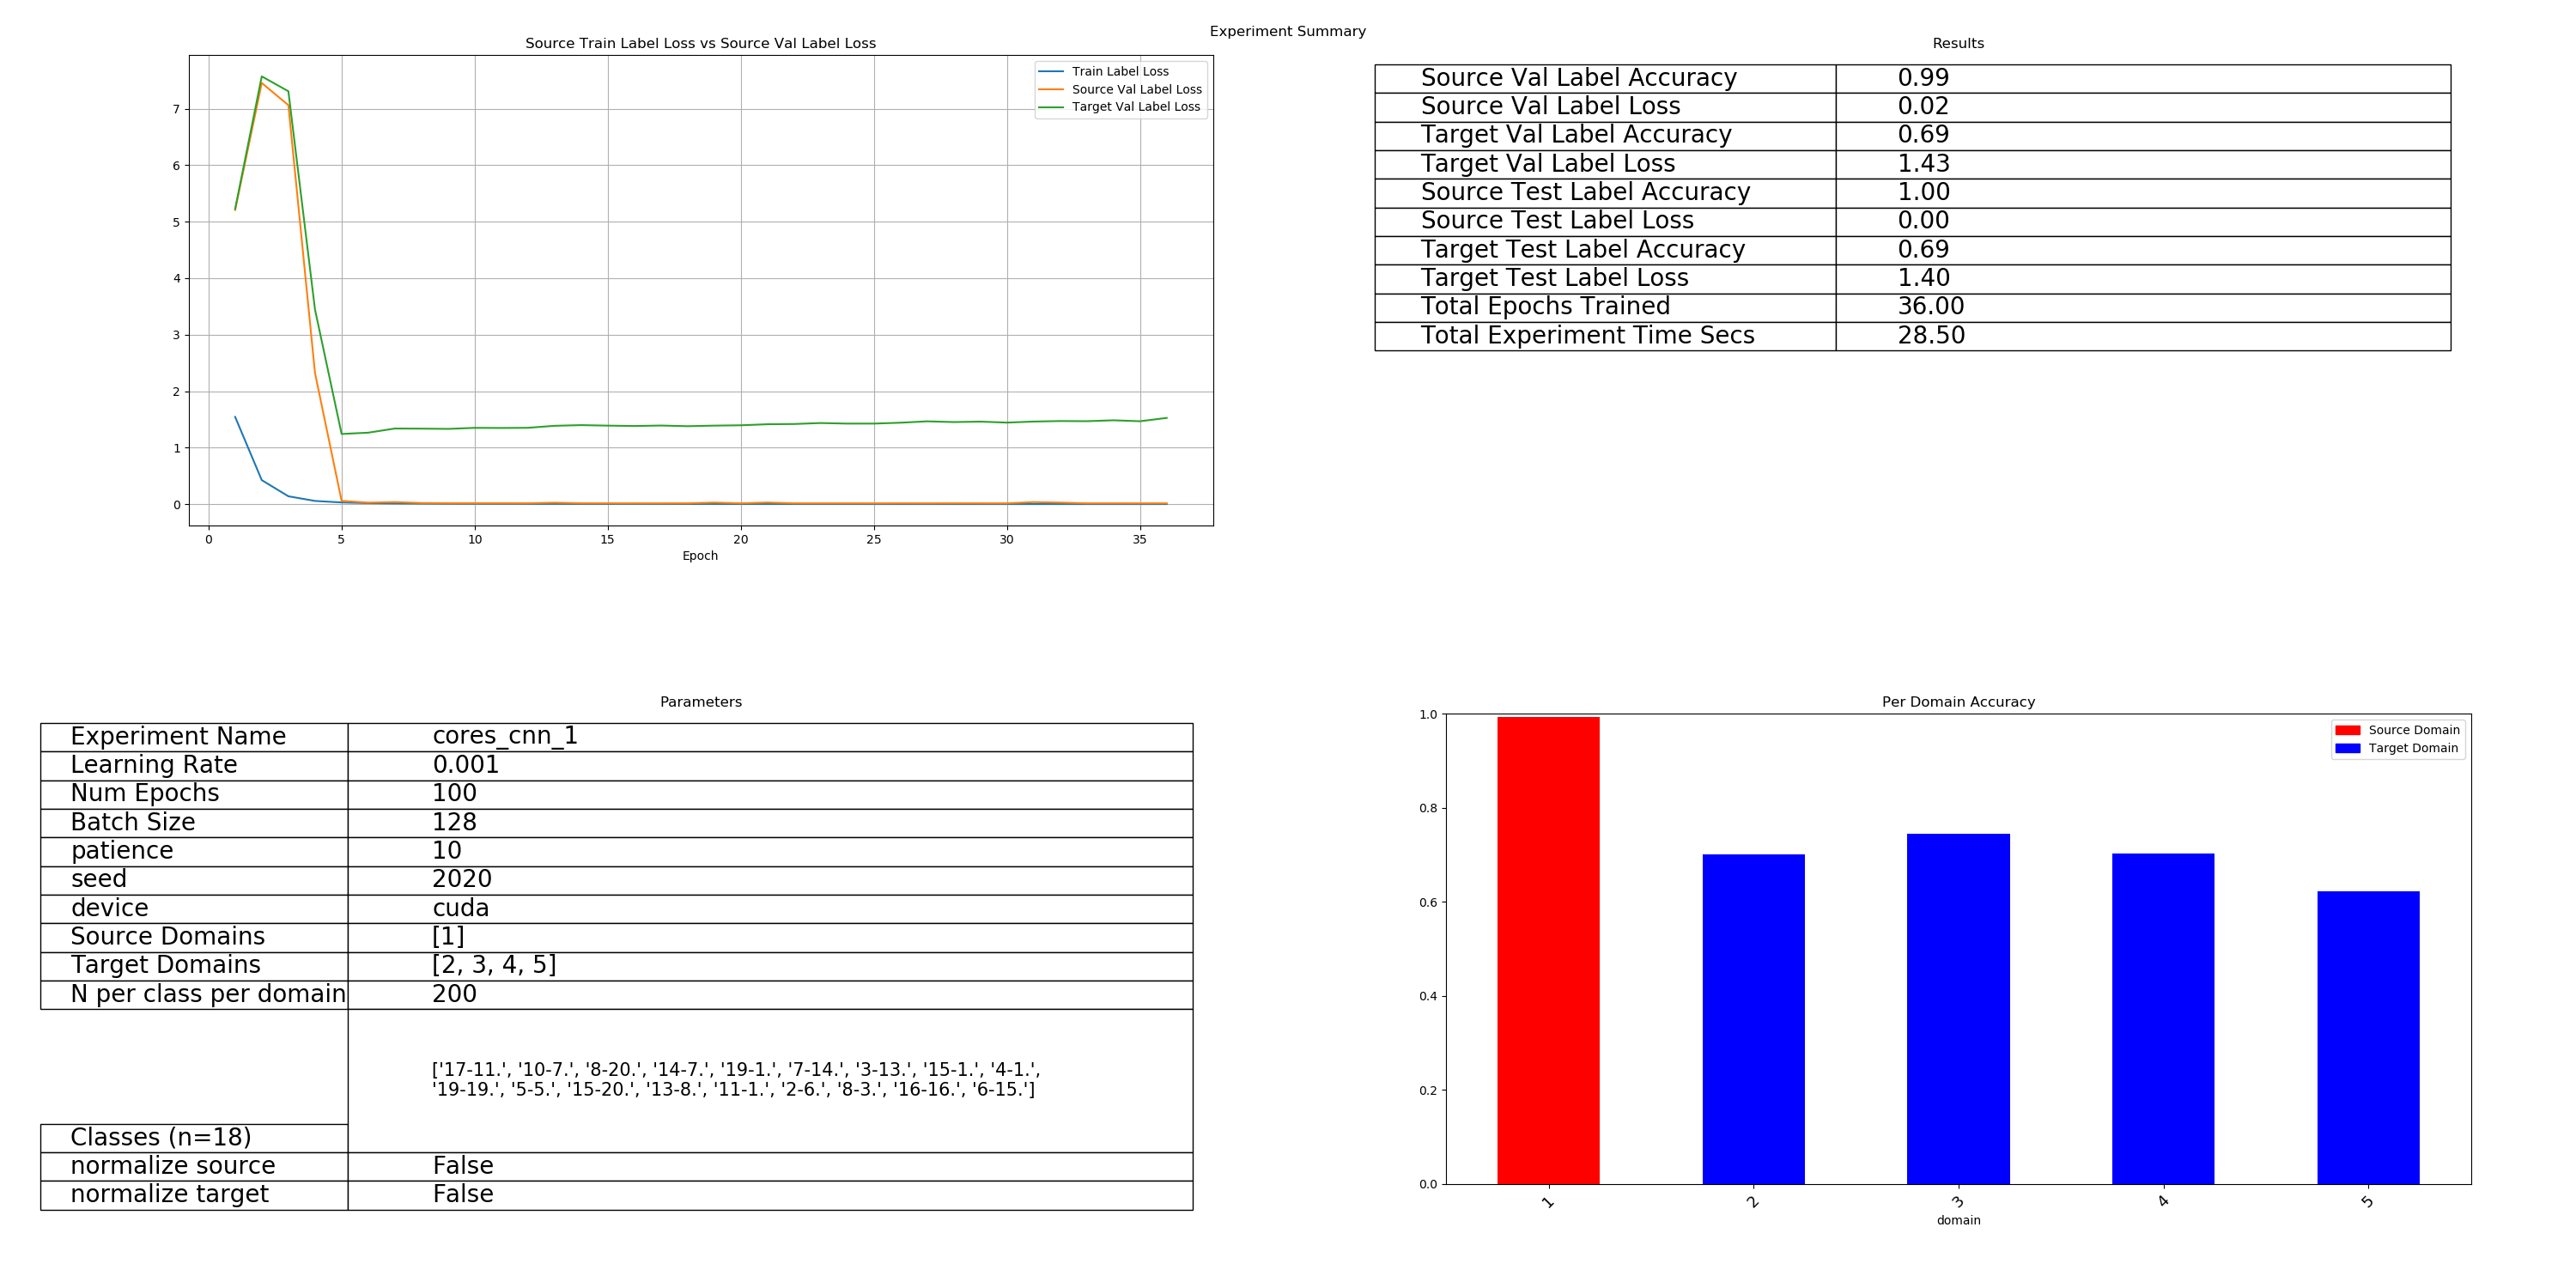 Experiment Summary
Source Train Label Loss vs Source Val Label Loss
Train Label Loss
Source Val Label Loss
Target Val Label Loss
7
6
5
4
3
2
1
0
0 5 10 15 20 25 30 35
Epoch
Results
Source Val Label Accuracy 0.99
Source Val Label Loss 0.02
Target Val Label Accuracy 0.69
Target Val Label Loss 1.43
Source Test Label Accuracy 1.00
Source Test Label Loss 0.00
Target Test Label Accuracy 0.69
Target Test Label Loss 1.40
Total Epochs Trained 36.00
Total Experiment Time Secs 28.50
Parameters
Experiment Name cores_cnn_1
Learning Rate 0.001
Num Epochs 100
Batch Size 128
patience 10
seed 2020
device cuda
Source Domains [1]
Target Domains [2, 3, 4, 5]
N per class per domain 200
['17-11.', '10-7.', '8-20.', '14-7.', '19-1.', '7-14.', '3-13.', '15-1.', '4-1.',
'19-19.', '5-5.', '15-20.', '13-8.', '11-1.', '2-6.', '8-3.', '16-16.', '6-15.']
Classes (n=18)
normalize source False
normalize target False
Per Domain Accuracy
Source Domain
Target Domain
1.0
0.8
0.6
0.4
0.2
0.0
1 2 3 4 5
domain